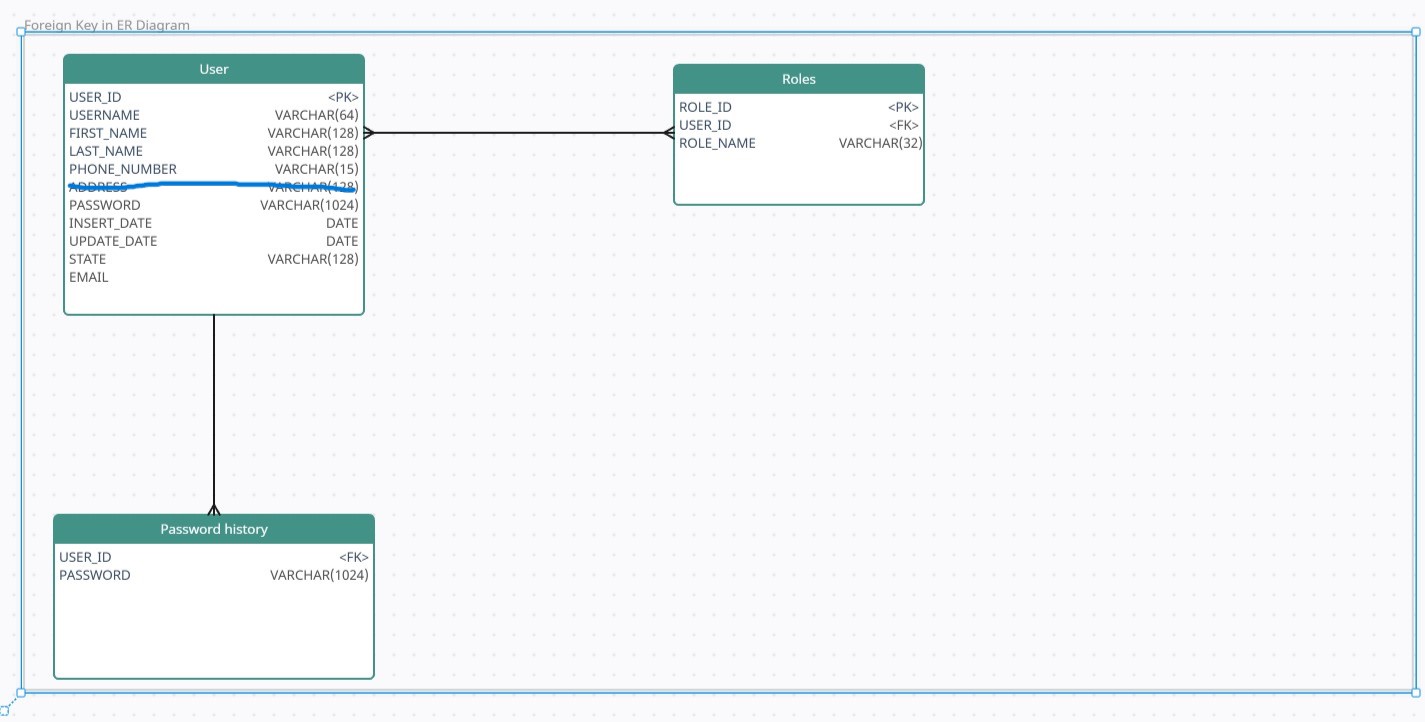 Foreign Key in ER Diagram
User
USER_ID <PK>
USERNAME VARCHAR(64)
FIRST_NAME VARCHAR(128)
LAST_NAME VARCHAR(128)
PHONE_NUMBER VARCHAR(15)
ADDRESS VARCHAR(128)
PASSWORD VARCHAR(1024)
INSERT_DATE DATE
UPDATE_DATE DATE
STATE VARCHAR(128)
EMAIL
Roles
ROLE_ID <PK>
USER_ID <FK>
ROLE_NAME VARCHAR(32)
Password history
USER_ID <FK>
PASSWORD VARCHAR(1024)